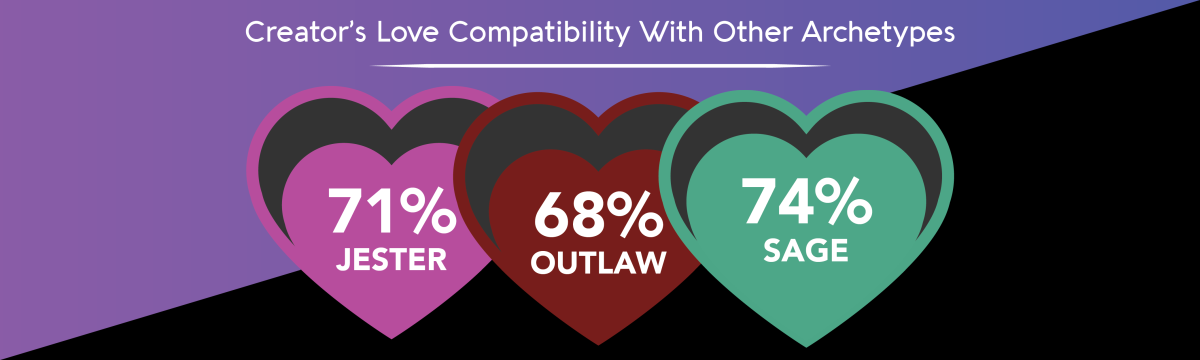 Creator's Love Compatibility With Other Archetypes
71%
JESTER
68%
OUTLAW
74%
SAGE